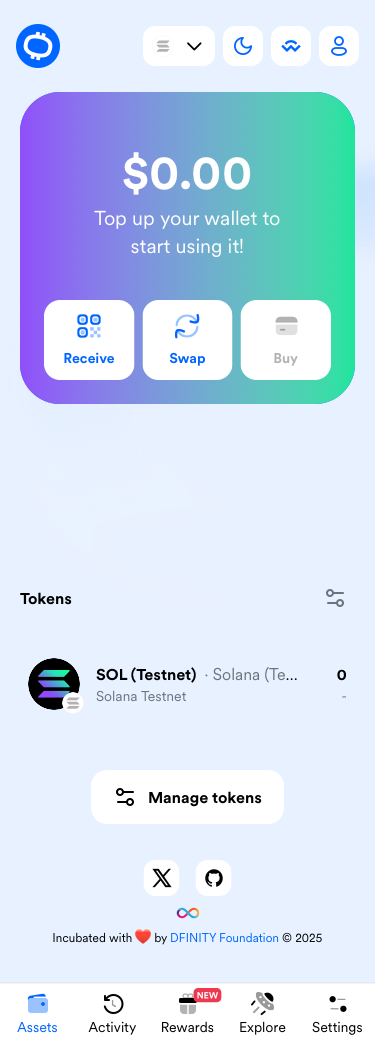 $0.00
Top up your wallet to
start using it!
Receive
Swap
Buy
Tokens
SOL (Testnet) · Solana (Te...
0
Solana Testnet
-
Manage tokens
Incubated with ❤️ by DFINITY Foundation © 2025
NEW
Assets
Activity
Rewards
Explore
Settings